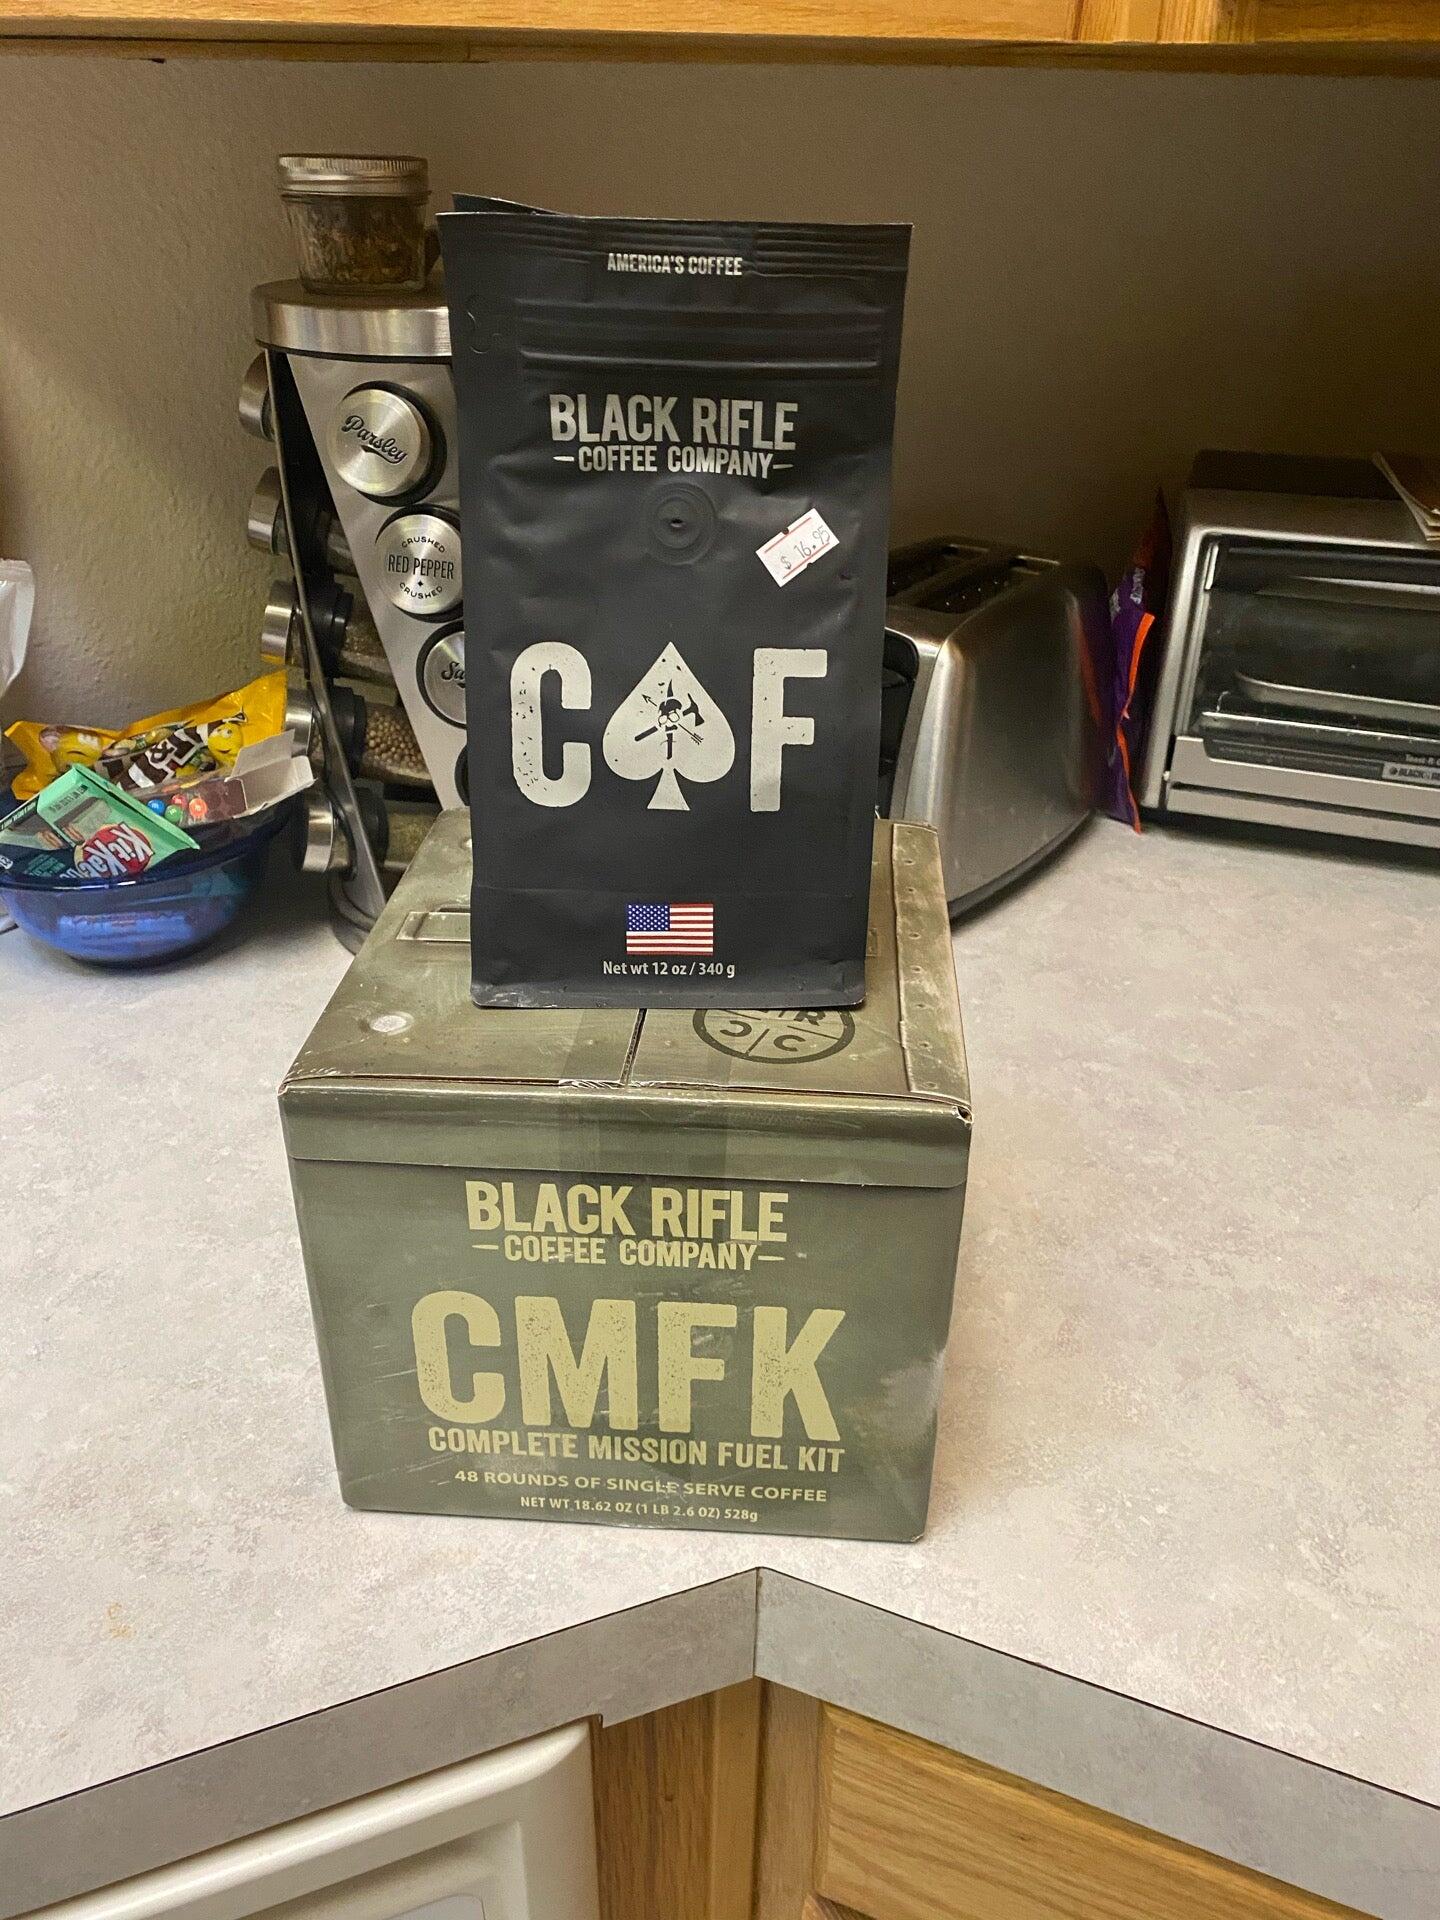 AMERICA'S COFFEE
BLACK RIFLE
COFFEE COMPANY
$ 16.95
C F
Net wt 12 oz / 340 g
BLACK RIFLE
COFFEE COMPANY
CMFK
COMPLETE MISSION FUEL KIT
48 ROUNDS OF SINGLE SERVE COFFEE
NET WT 18.62 OZ (1 LB 2.6 OZ) 528g
Parsley
CRUSHED
RED PEPPER
CRUSHED
KitKat